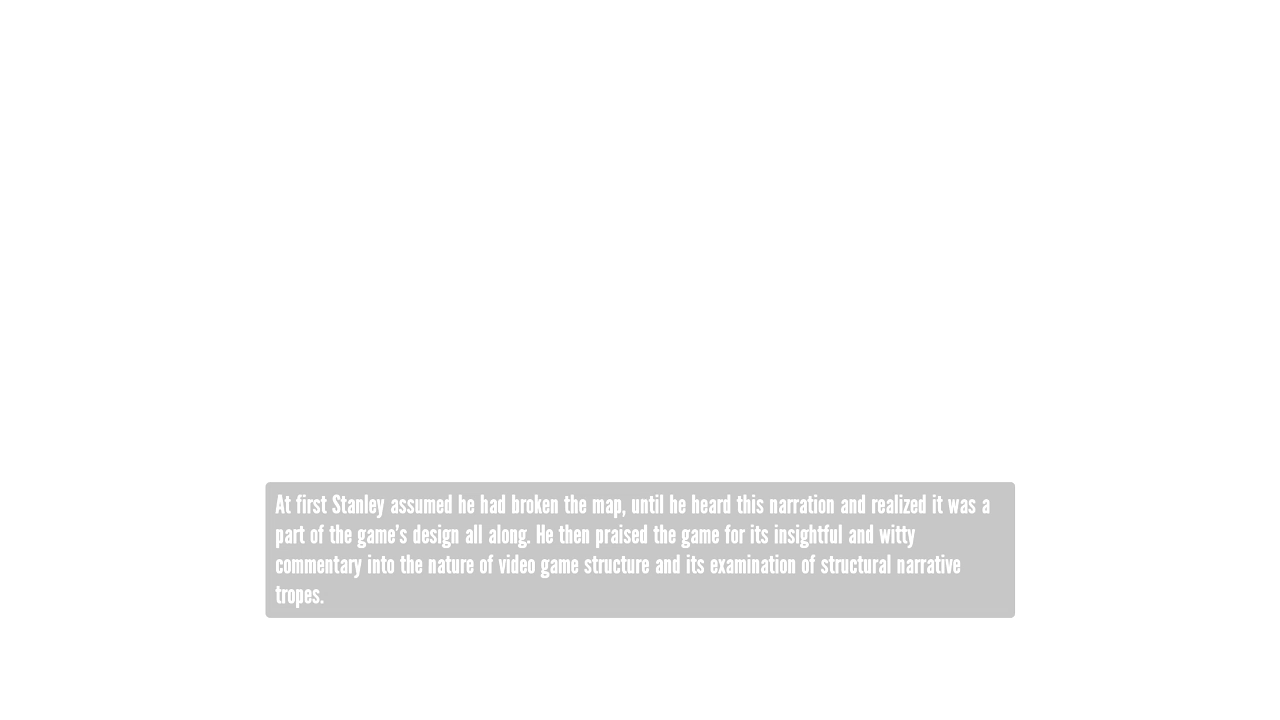 At first Stanley assumed he had broken the map, until he heard this narration and realized it was a
part of the game's design all along. He then praised the game for its insightful and witty
commentary into the nature of video game structure and its examination of structural narrative
tropes.